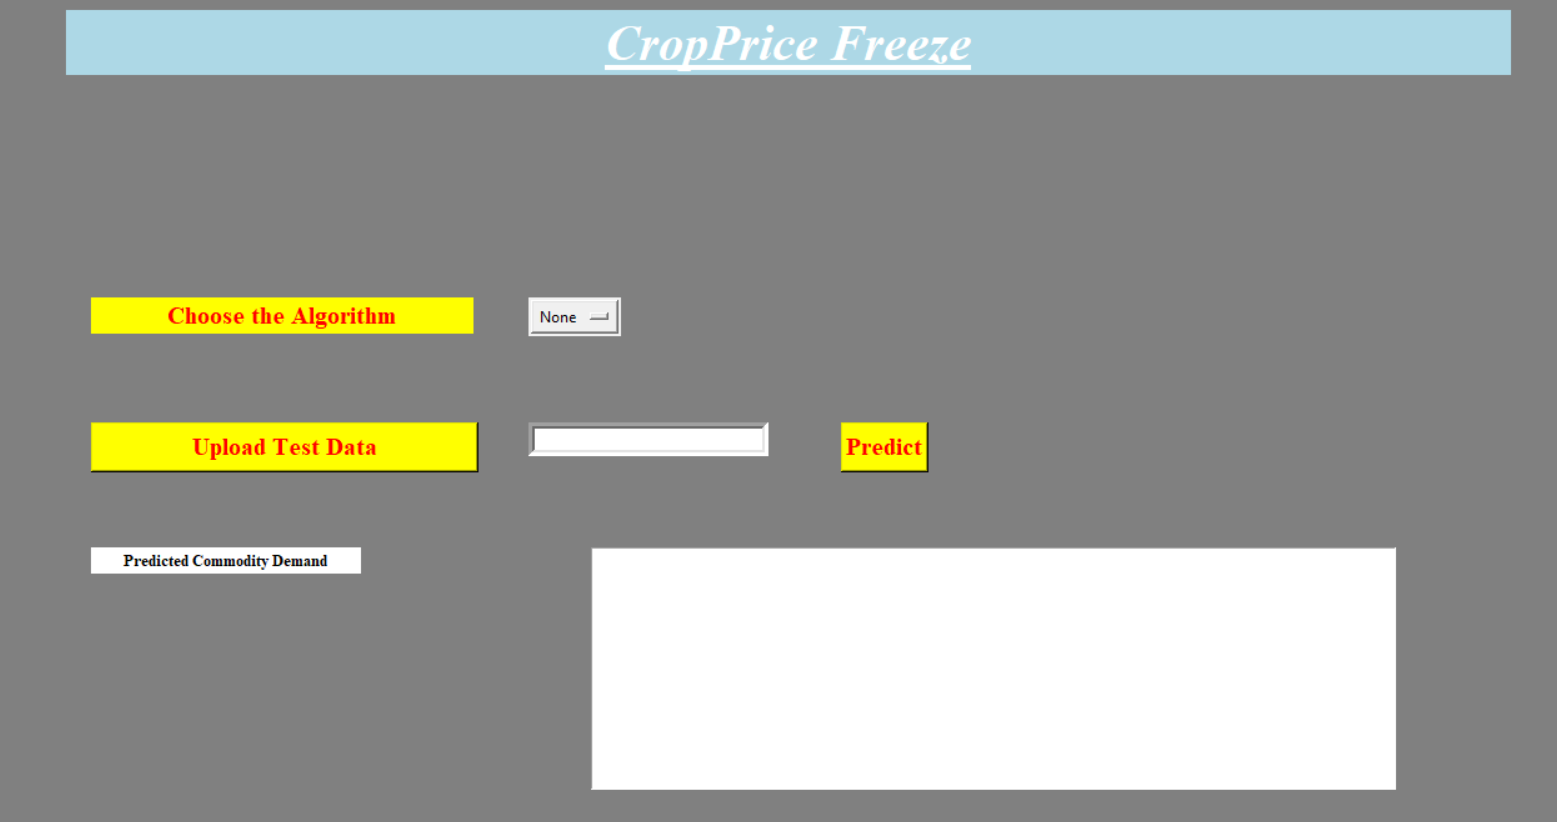 CropPrice Freeze
Choose the Algorithm
None
Upload Test Data
Predict
Predicted Commodity Demand